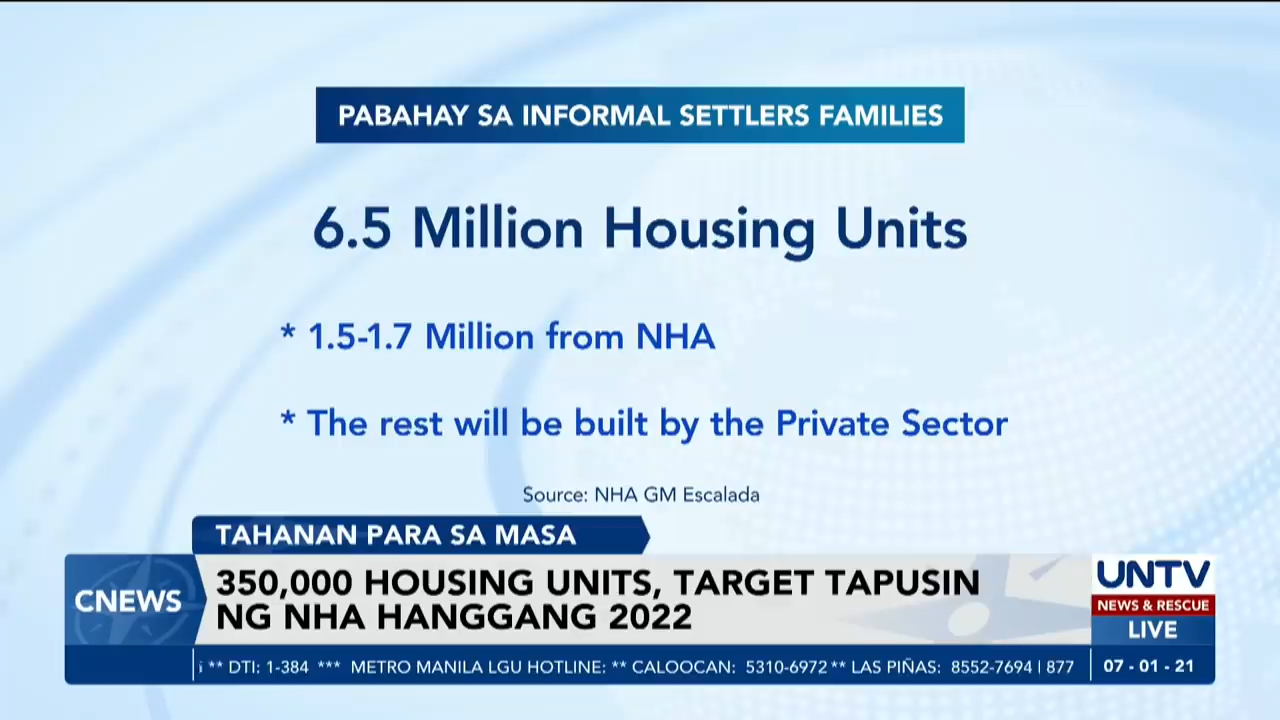 PABAHAY SA INFORMAL SETTLERS FAMILIES
6.5 Million Housing Units
* 1.5-1.7 Million from NHA
* The rest will be built by the Private Sector
Source: NHA GM Escalada
TAHANAN PARA SA MASA
CNEWS
350,000 HOUSING UNITS, TARGET TAPUSIN
NG NHA HANGGANG 2022
UNTV
NEWS & RESCUE
LIVE
** DTI: 1-384 *** METRO MANILA LGU HOTLINE: ** CALOOCAN: 5310-6972 ** LAS PIÑAS: 8552-7694 | 877
07 - 01 - 21